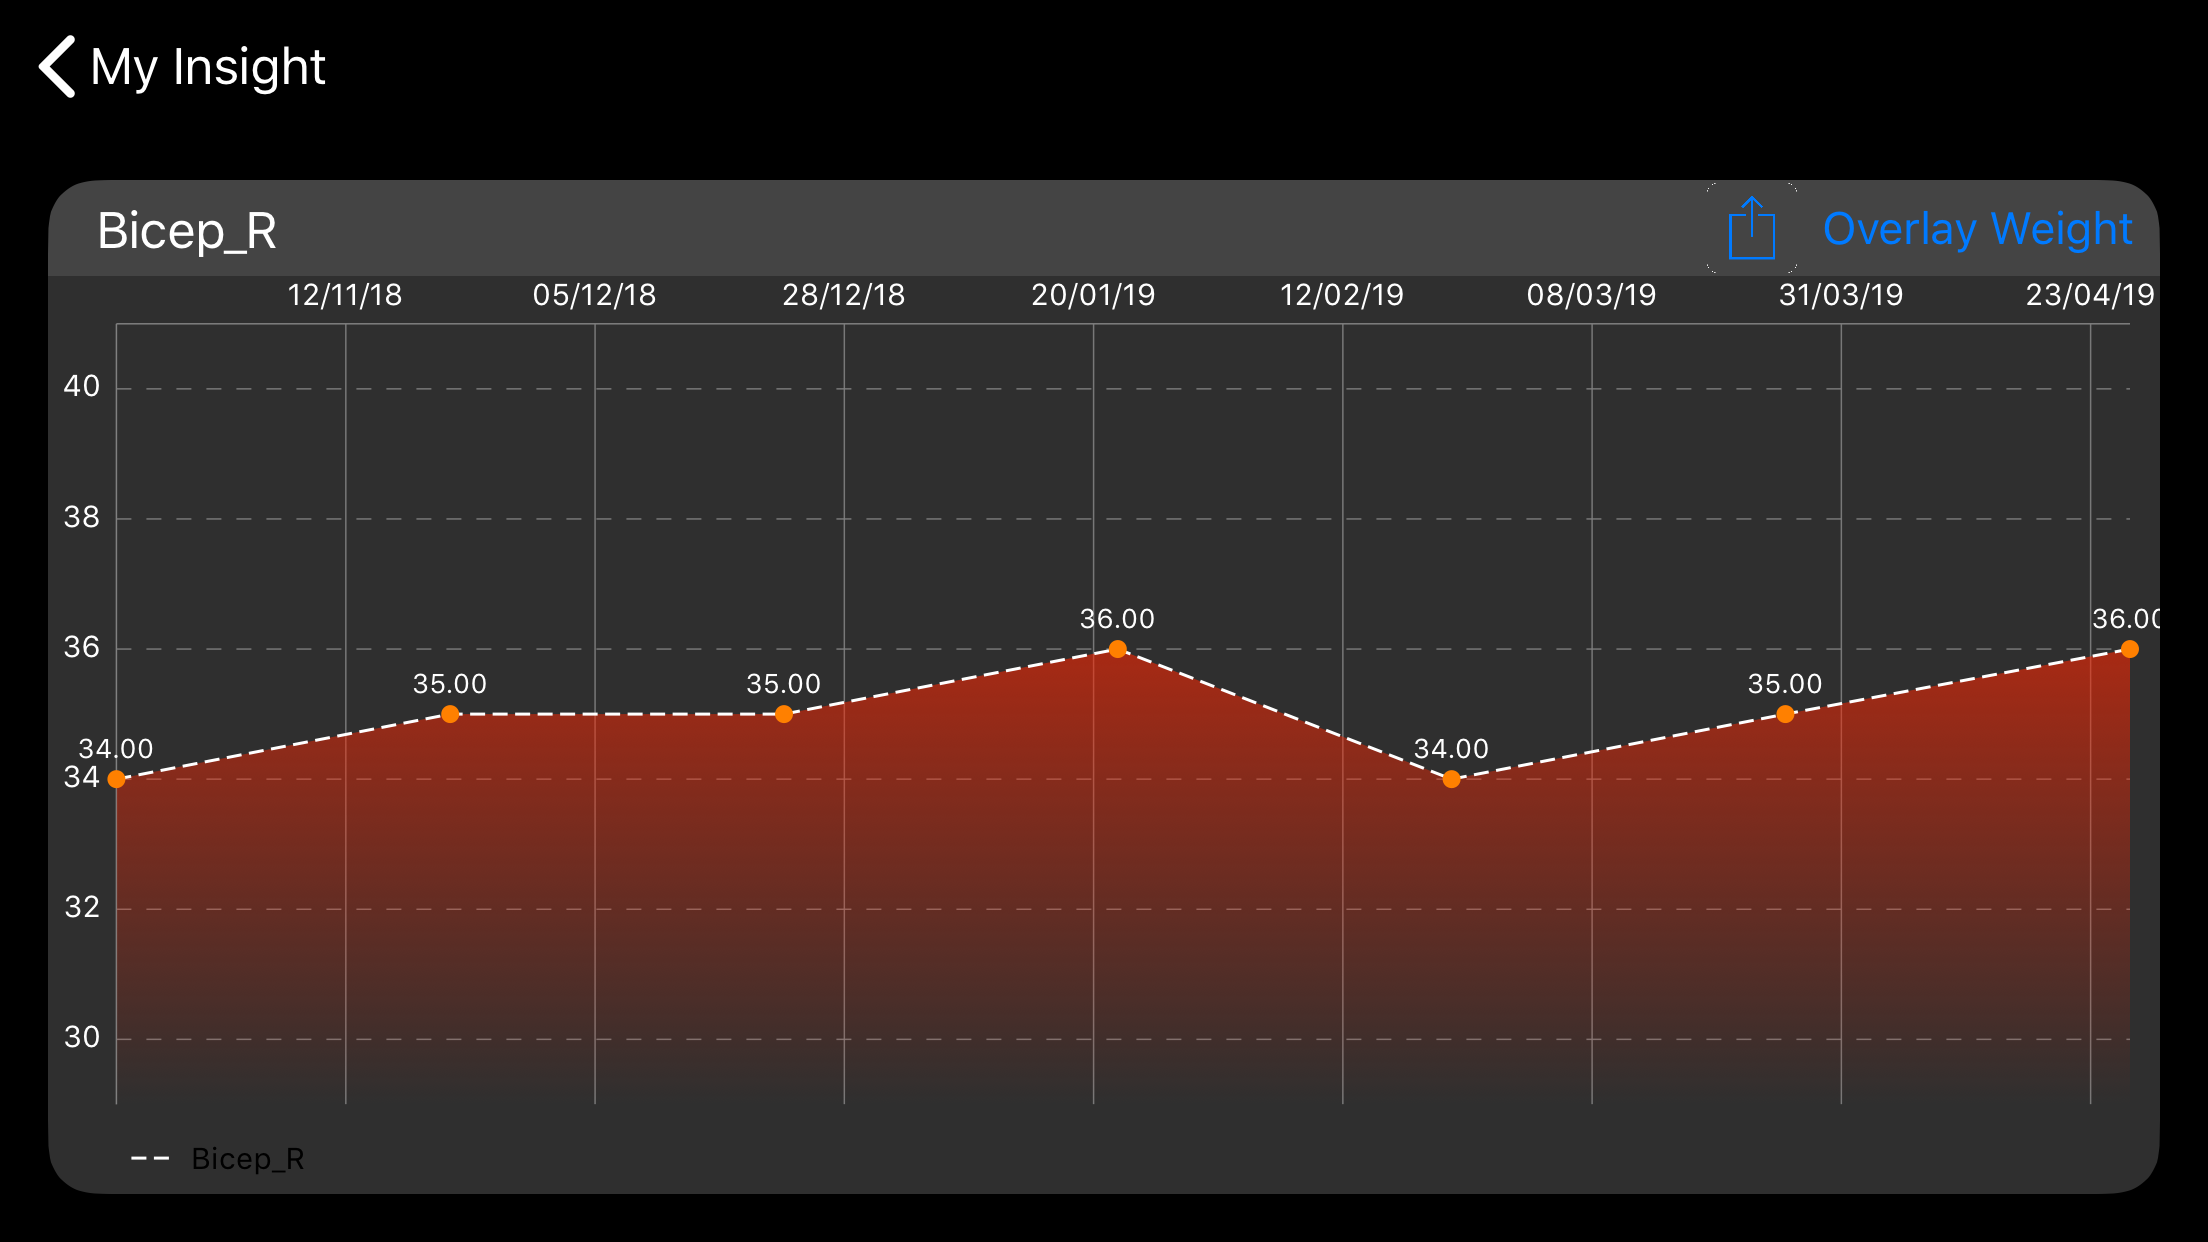 My Insight
Bicep_R
Overlay Weight
12/11/18 05/12/18 28/12/18 20/01/19 12/02/19 08/03/19 31/03/19 23/04/19
40
38
36.00 36.00
36
35.00 35.00 35.00
34.00 34.00
34
32
30
Bicep_R